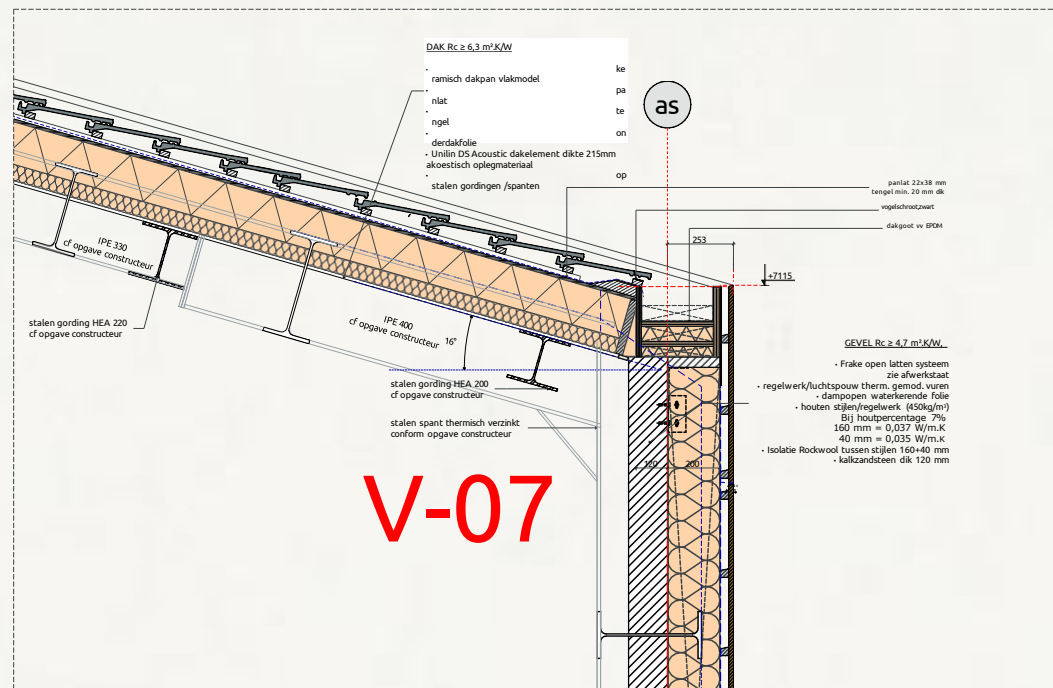 DAK Rc ≥ 6,3 m².K/W
- ke
ramisch dakpan vlakmodel
- pa
nlat
- te
ngel
- on
derdakfolie
- Unilin DS Acoustic dakelement dikte 215mm
akoestisch oplegmateriaal
- op
stalen gordingen /spanten
as
panlat 22x38 mm
tengel min. 20 mm dk
vogelschroot,zwart
dakgoot vv EPDM
253
+7115
IPE 330
cf opgave constructeur
IPE 400
cf opgave constructeur
16°
stalen gording HEA 220
cf opgave constructeur
stalen gording HEA 200
cf opgave constructeur
stalen spant thermisch verzinkt
conform opgave constructeur
GEVEL Rc ≥ 4,7 m².K/W,
- Frake open latten systeem
zie afwerkstaat
- regelwerk/luchtspouw therm. gemod. vuren
- dampopen waterkerende folie
- houten stijlen/regelwerk (450kg/m³)
Bij houtpercentage 7%
160 mm = 0,037 W/m.K
40 mm = 0,035 W/m.K
- Isolatie Rockwool tussen stijlen 160+40 mm
- kalkzandsteen dik 120 mm
120
200
V-07